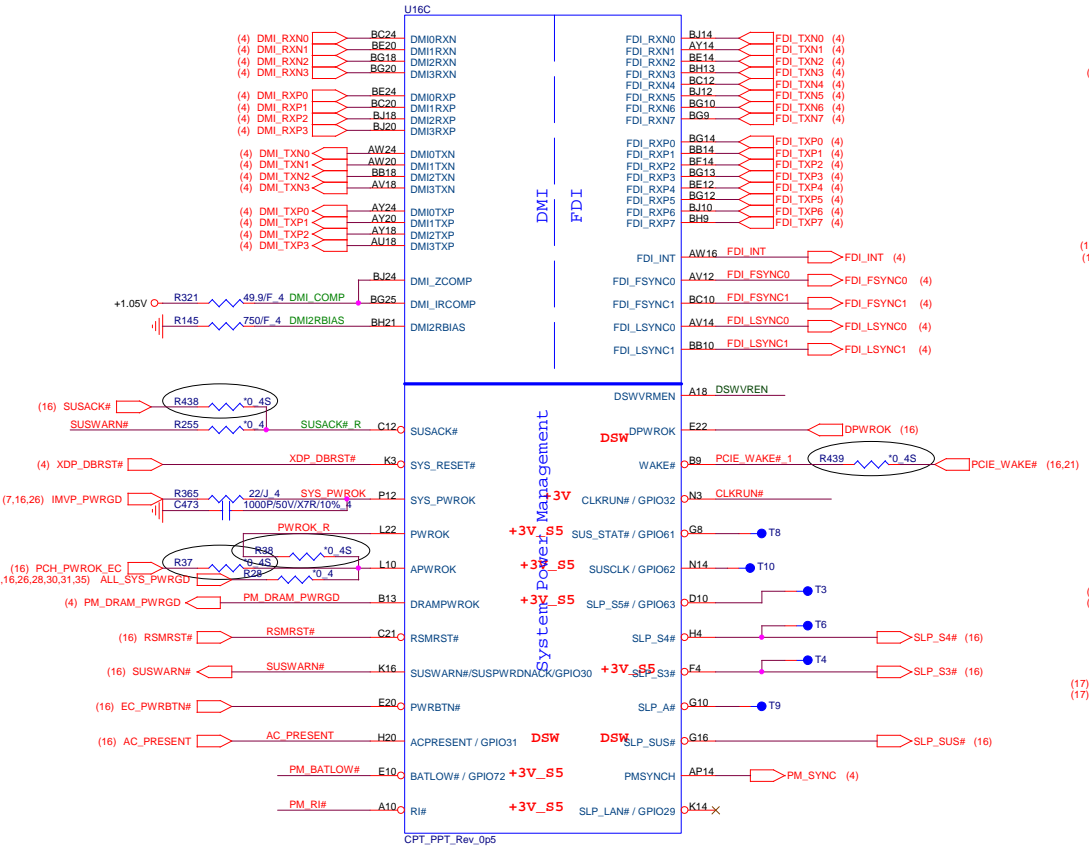 U16C
(4) DMI_RXN0 BC24 DMI0RXN
(4) DMI_RXN1 BE20 DMI1RXN
(4) DMI_RXN2 BG18 DMI2RXN
(4) DMI_RXN3 BG20 DMI3RXN
(4) DMI_RXP0 BE24 DMI0RXP
(4) DMI_RXP1 BC20 DMI1RXP
(4) DMI_RXP2 BJ18 DMI2RXP
(4) DMI_RXP3 BJ20 DMI3RXP
(4) DMI_TXN0 AW24 DMI0TXN
(4) DMI_TXN1 AW20 DMI1TXN
(4) DMI_TXN2 BB18 DMI2TXN
(4) DMI_TXN3 AV18 DMI3TXN
(4) DMI_TXP0 AY24 DMI0TXP
(4) DMI_TXP1 AY20 DMI1TXP
(4) DMI_TXP2 AY18 DMI2TXP
(4) DMI_TXP3 AU18 DMI3TXP
BJ24 DMI_ZCOMP
+1.05V R321 49.9/F_4 DMI_COMP BG25 DMI_IRCOMP
R145 750/F_4 DMI2RBIAS BH21 DMI2RBIAS
DMI
FDI
FDI_RXN0 BJ14 FDI_TXN0 (4)
FDI_RXN1 AY14 FDI_TXN1 (4)
FDI_RXN2 BE14 FDI_TXN2 (4)
FDI_RXN3 BH13 FDI_TXN3 (4)
FDI_RXN4 BC12 FDI_TXN4 (4)
FDI_RXN5 BJ12 FDI_TXN5 (4)
FDI_RXN6 BG10 FDI_TXN6 (4)
FDI_RXN7 BG9 FDI_TXN7 (4)
FDI_RXP0 BG14 FDI_TXP0 (4)
FDI_RXP1 BB14 FDI_TXP1 (4)
FDI_RXP2 BF14 FDI_TXP2 (4)
FDI_RXP3 BG13 FDI_TXP3 (4)
FDI_RXP4 BE12 FDI_TXP4 (4)
FDI_RXP5 BG12 FDI_TXP5 (4)
FDI_RXP6 BJ10 FDI_TXP6 (4)
FDI_RXP7 BH9 FDI_TXP7 (4)
FDI_INT AW16 FDI_INT FDI_INT (4)
FDI_FSYNC0 AV12 FDI_FSYNC0 FDI_FSYNC0 (4)
FDI_FSYNC1 BC10 FDI_FSYNC1 FDI_FSYNC1 (4)
FDI_LSYNC0 AV14 FDI_LSYNC0 FDI_LSYNC0 (4)
FDI_LSYNC1 BB10 FDI_LSYNC1 FDI_LSYNC1 (4)
(16) SUSACK# R438 *0_4S
SUSWARN# R255 *0_4 SUSACK#_R C12 SUSACK#
(4) XDP_DBRST# XDP_DBRST# K3 SYS_RESET#
(7,16,26) IMVP_PWRGD R365 22/J_4 SYS_PWROK P12 SYS_PWROK
C473 1000P/50V/X7R/10%_4
PWROK_R L22 PWROK
R38 *0_4S
(16) PCH_PWROK_EC R37 *0_4S L10 APWROK
,16,26,28,30,31,35) ALL_SYS_PWRGD R28 *0_4
(4) PM_DRAM_PWRGD PM_DRAM_PWRGD B13 DRAMPWROK
(16) RSMRST# RSMRST# C21 RSMRST#
(16) SUSWARN# SUSWARN# K16 SUSWARN#/SUSPWRDNACK/GPIO30
(16) EC_PWRBTN# E20 PWRBTN#
(16) AC_PRESENT AC_PRESENT H20 ACPRESENT / GPIO31 DSW
PM_BATLOW# E10 BATLOW# / GPIO72 +3V_S5
PM_RI# A10 RI# +3V_S5
System Power Management
DSWVRMEN A18 DSWVREN
DSW DPWROK E22 DPWROK (16)
WAKE# B9 PCIE_WAKE#_1 R439 *0_4S PCIE_WAKE# (16,21)
+3V CLKRUN# / GPIO32 N3 CLKRUN#
+3V_S5 SUS_STAT# / GPIO61 G8 T8
+3V_S5 SUSCLK / GPIO62 N14 T10
+3V_S5 SLP_S5# / GPIO63 D10 T3
T6
SLP_S4# H4 SLP_S4# (16)
T4
+3V_S5 SLP_S3# F4 SLP_S3# (16)
SLP_A# G10 T9
DSW SLP_SUS# G16 SLP_SUS# (16)
PMSYNCH AP14 PM_SYNC (4)
SLP_LAN# / GPIO29 K14
CPT_PPT_Rev_0p5
(1
(1
(17)
(17)